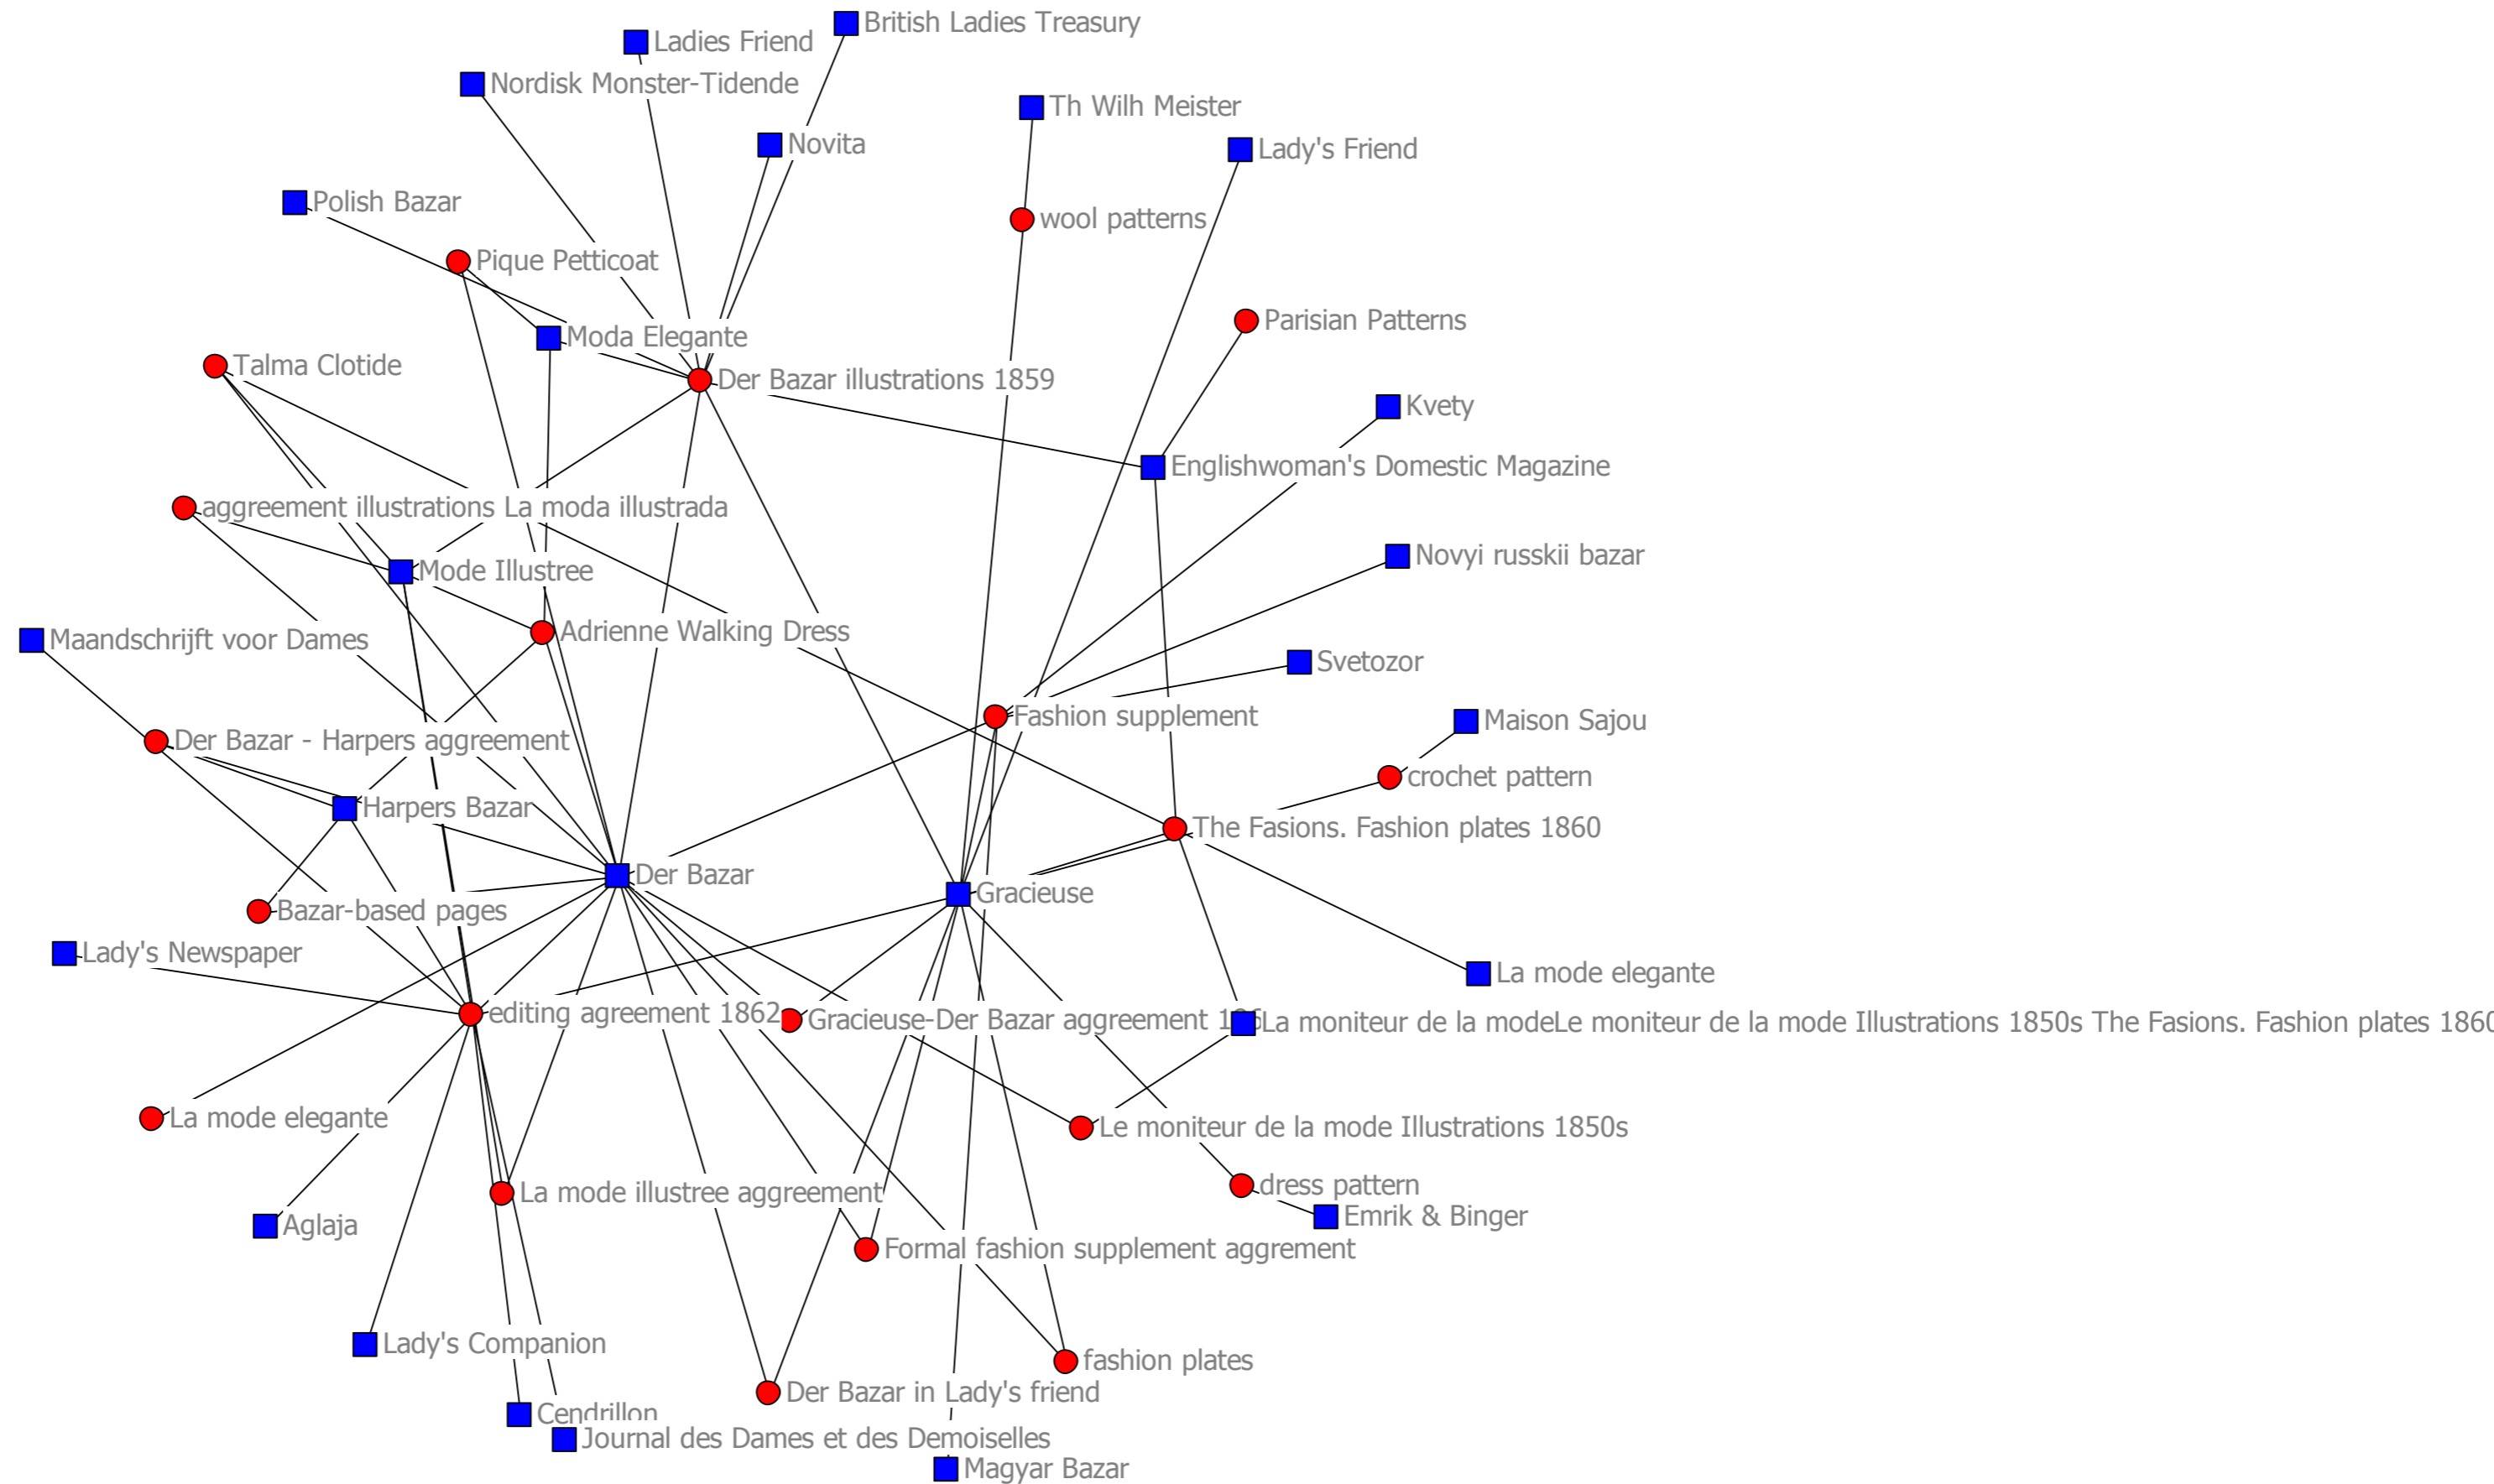 British Ladies Treasury
Ladies Friend
Nordisk Monster-Tidende
Th Wilh Meister
Novita
Lady's Friend
Polish Bazar
wool patterns
Pique Petticoat
Parisian Patterns
Moda Elegante
Talma Clotide
Der Bazar illustrations 1859
Kvety
Englishwoman's Domestic Magazine
aggreement illustrations La moda illustrada
Novyi russkii bazar
Mode Illustree
Adrienne Walking Dress
Maandschrijft voor Dames
Svetozor
Fashion supplement
Maison Sajou
Der Bazar - Harpers aggreement
crochet pattern
Harpers Bazar
The Fasions. Fashion plates 1860
Der Bazar
Gracieuse
Bazar-based pages
Lady's Newspaper
La mode elegante
editing agreement 1862
Gracieuse-Der Bazar aggreement
La moniteur de la modeLe moniteur de la mode Illustrations 1850s The Fasions. Fashion plates 1860
La mode elegante
Le moniteur de la mode Illustrations 1850s
dress pattern
La mode illustree aggreement
Emrik & Binger
Aglaja
Formal fashion supplement aggrement
Lady's Companion
fashion plates
Der Bazar in Lady's friend
Cendrillon
Journal des Dames et des Demoiselles
Magyar Bazar